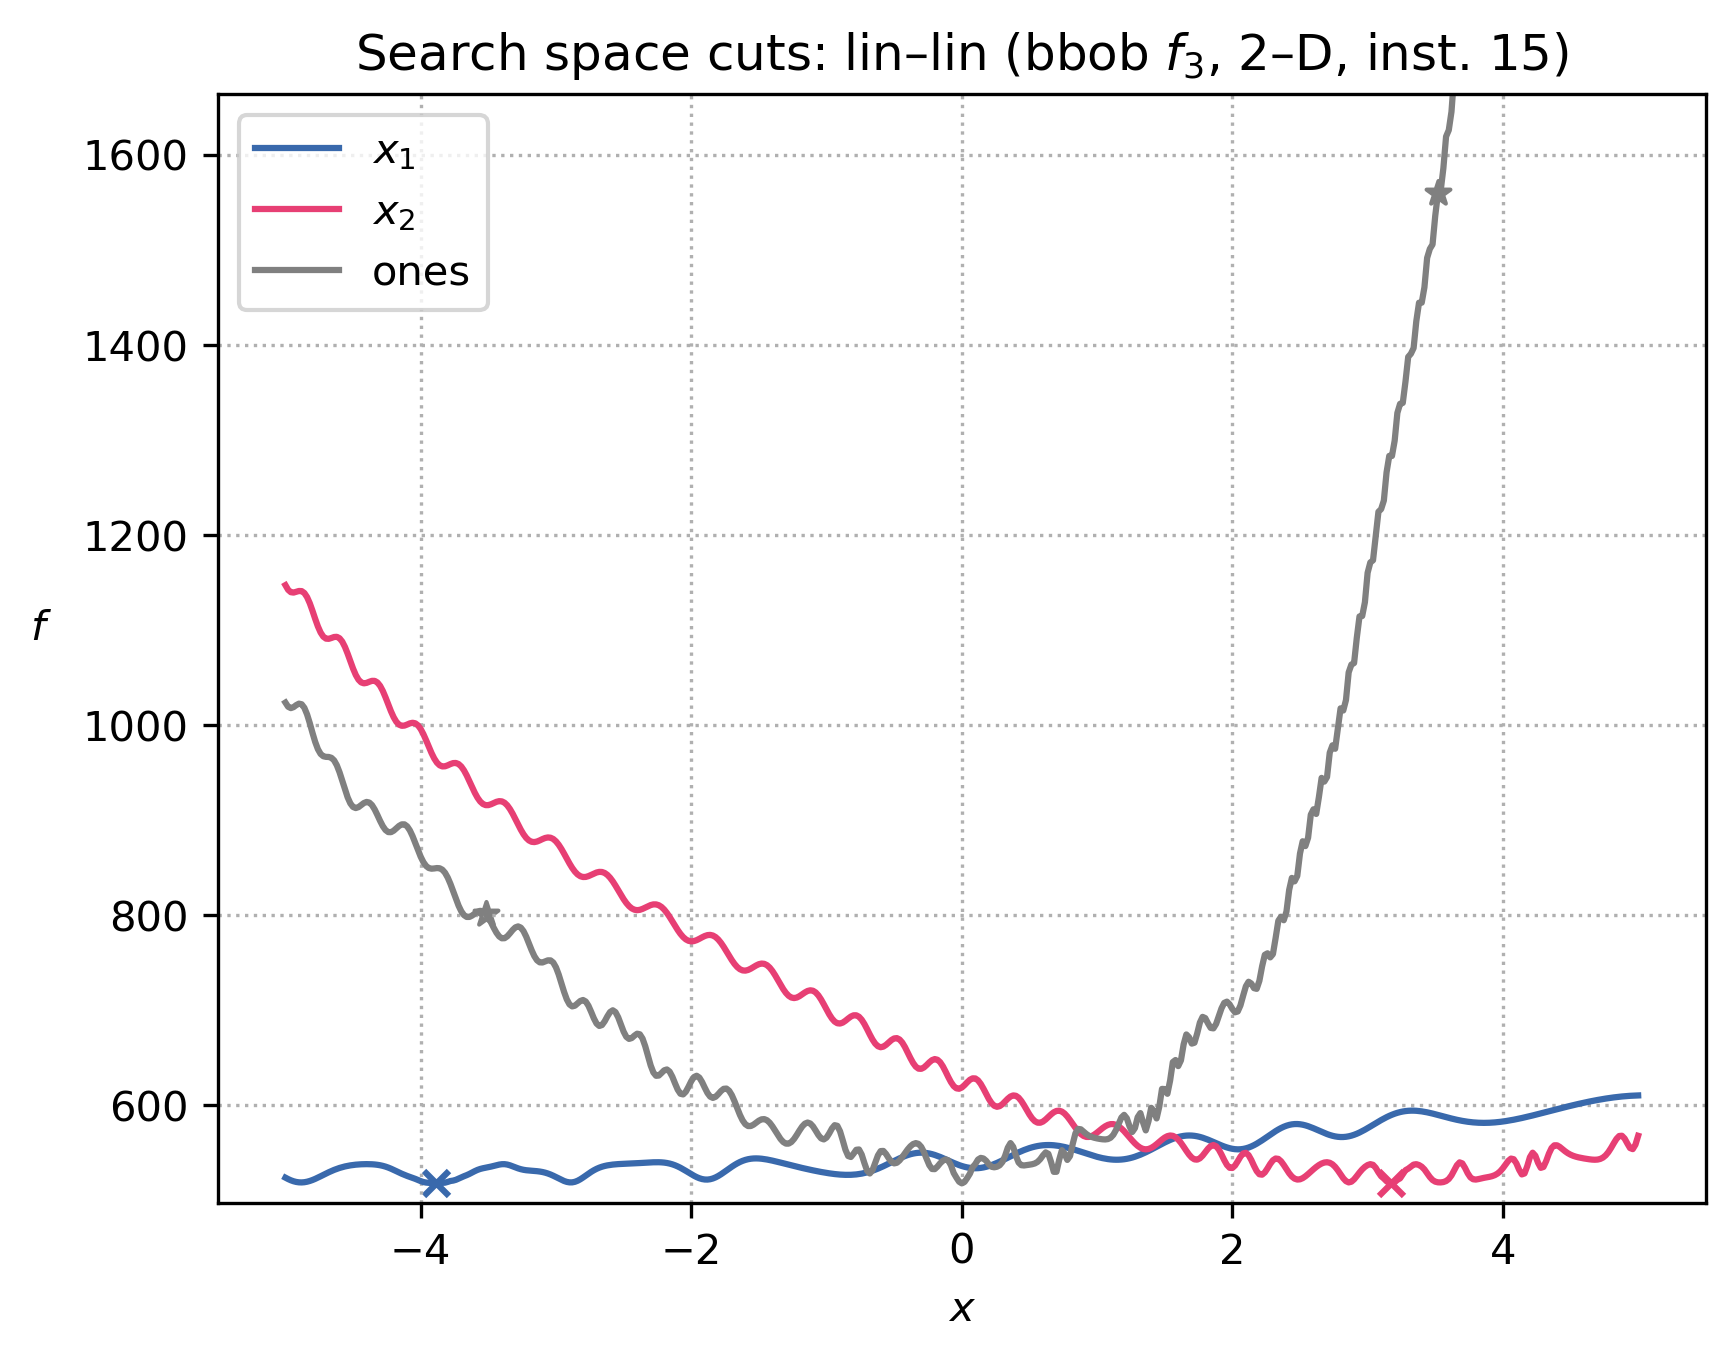 Search space cuts: lin–lin (bbob f3, 2–D, inst. 15)
x1
x2
ones
1600
1400
1200
1000
800
600
f
−4 −2 0 2 4
x